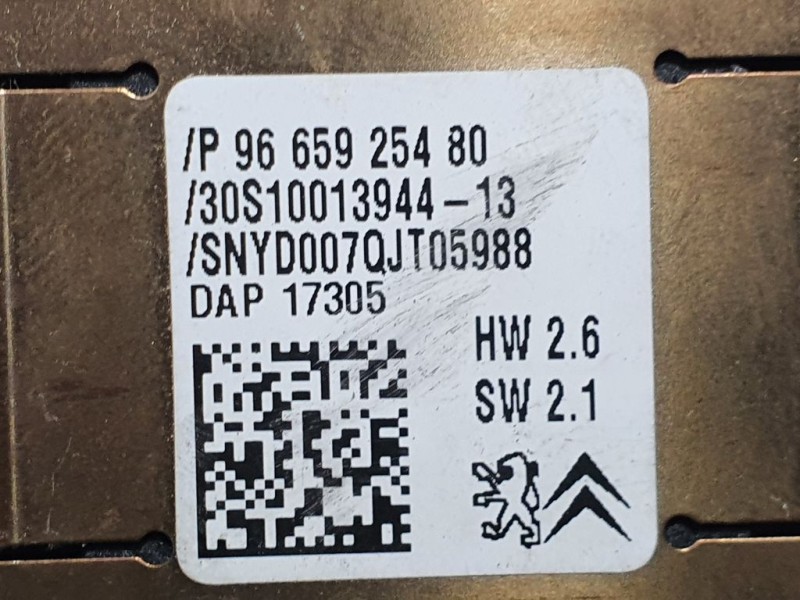 /P 96 659 254 80
/30S10013944-13
/SNYD007QJT05988
DAP 17305
HW 2.6
SW 2.1